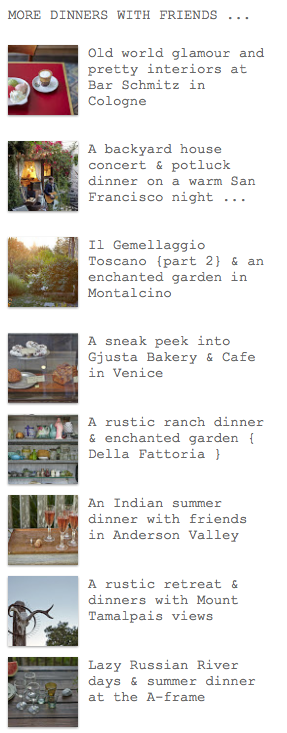 MORE DINNERS WITH FRIENDS ...
Old world glamour and
pretty interiors at
Bar Schmitz in
Cologne
A backyard house
concert & potluck
dinner on a warm San
Francisco night ...
Il Gemellaggio
Toscano {part 2} & an
enchanted garden in
Montalcino
A sneak peek into
Gjusta Bakery & Cafe
in Venice
A rustic ranch dinner
& enchanted garden {
Della Fattoria }
An Indian summer
dinner with friends
in Anderson Valley
A rustic retreat &
dinners with Mount
Tamalpais views
Lazy Russian River
days & summer dinner
at the A-frame